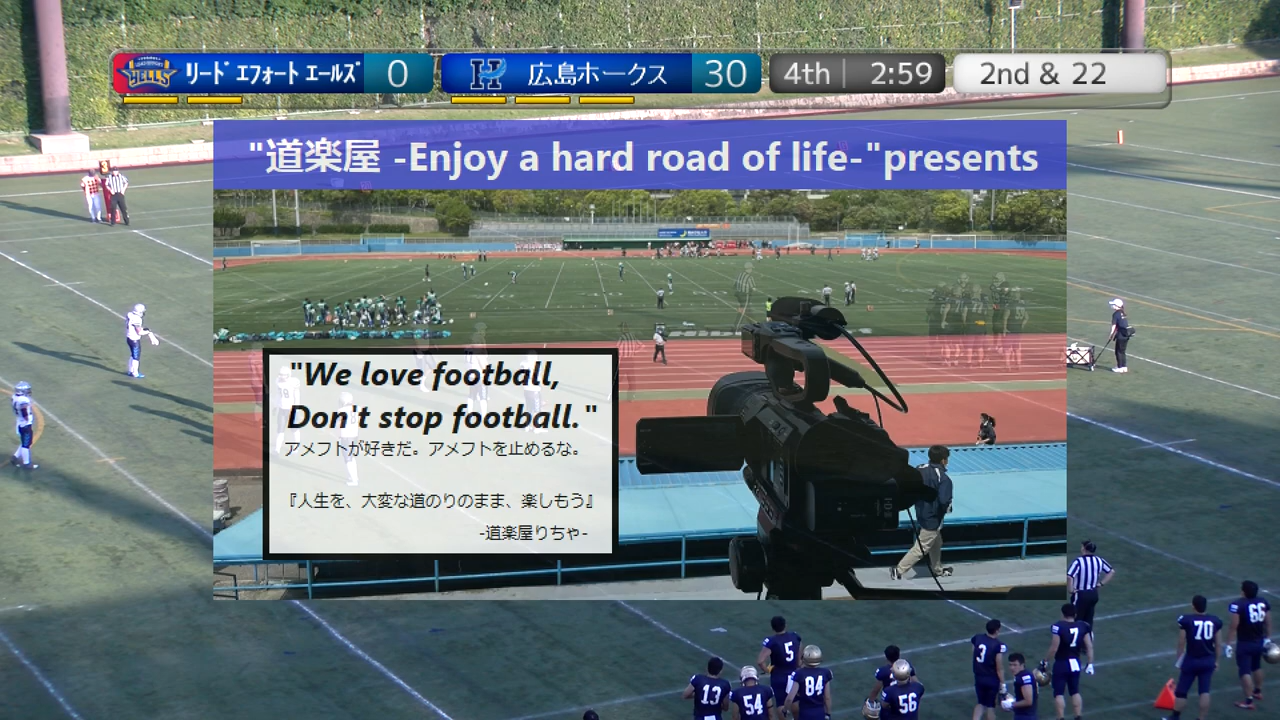 YELLS
リード エフォート エールズ 0
H 広島ホークス 30
4th 2:59
2nd & 22
"道楽屋 -Enjoy a hard road of life-"presents
"We love football,
Don't stop football."
アメフトが好きだ。アメフトを止めるな。
『人生を、大変な道のりのまま、楽しもう』
-道楽屋りちゃ-
5
3
7
70
66
13
54
84
56